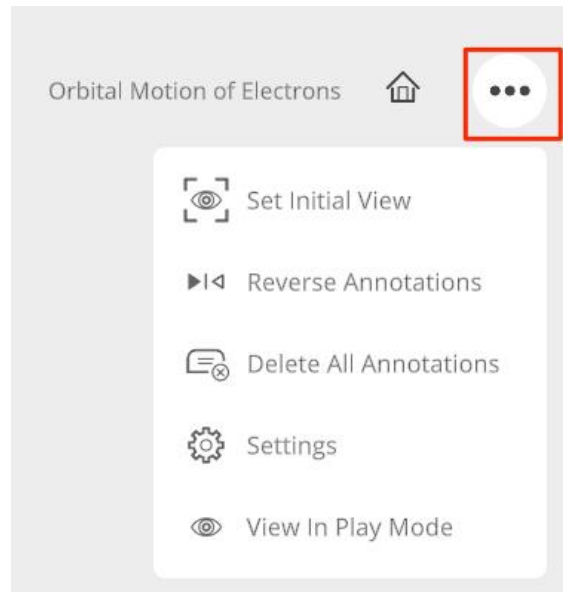 Orbital Motion of Electrons
Set Initial View
Reverse Annotations
Delete All Annotations
Settings
View In Play Mode